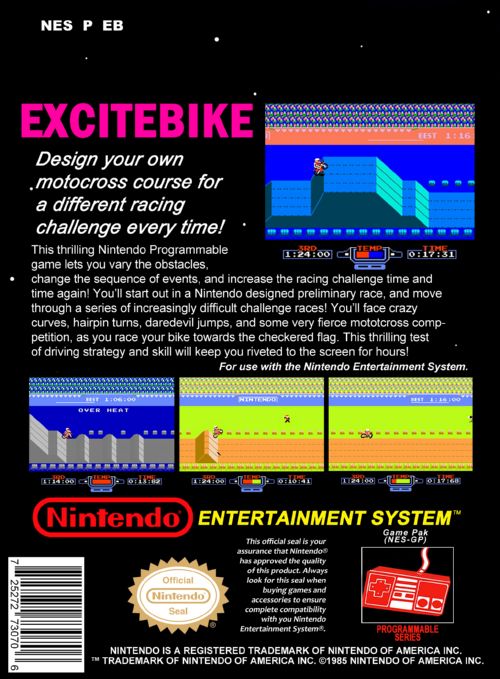 NES P EB
EXCITEBIKE
Design your own
motocross course for
a different racing
challenge every time!
BEST 1:16
3RD TEMP TIME
1:24:00 0:17:31
This thrilling Nintendo Programmable
game lets you vary the obstacles,
change the sequence of events, and increase the racing challenge time and
time again! You'll start out in a Nintendo designed preliminary race, and move
through a series of increasingly difficult challenge races! You'll face crazy
curves, hairpin turns, daredevil jumps, and some very fierce mototcross comp-
petition, as you race your bike towards the checkered flag. This thrilling test
of driving strategy and skill will keep you riveted to the screen for hours!
For use with the Nintendo Entertainment System.
BEST 1:06:00
OVER HEAT
3RD TEMP TIME
1:14:00 0:13:82
NINTENDO
3RD TEMP TIME
1:24:00 0:10:41
BEST 1:16:00
3RD TEMP TIME
1:24:00 0:17:68
Nintendo® ENTERTAINMENT SYSTEM™
Game Pak
(NES-GP)
This official seal is your
assurance that Nintendo®
has approved the quality
of this product. Always
look for this seal when
buying games and
accessories to ensure
complete compatibility
with you Nintendo
Entertainment System®.
Official
Nintendo
Seal
®
PROGRAMMABLE
SERIES
7 25272 73070 6
NINTENDO IS A REGISTERED TRADEMARK OF NINTENDO OF AMERICA INC.
™ TRADEMARK OF NINTENDO OF AMERICA INC. ©1985 NINTENDO OF AMERICA INC.